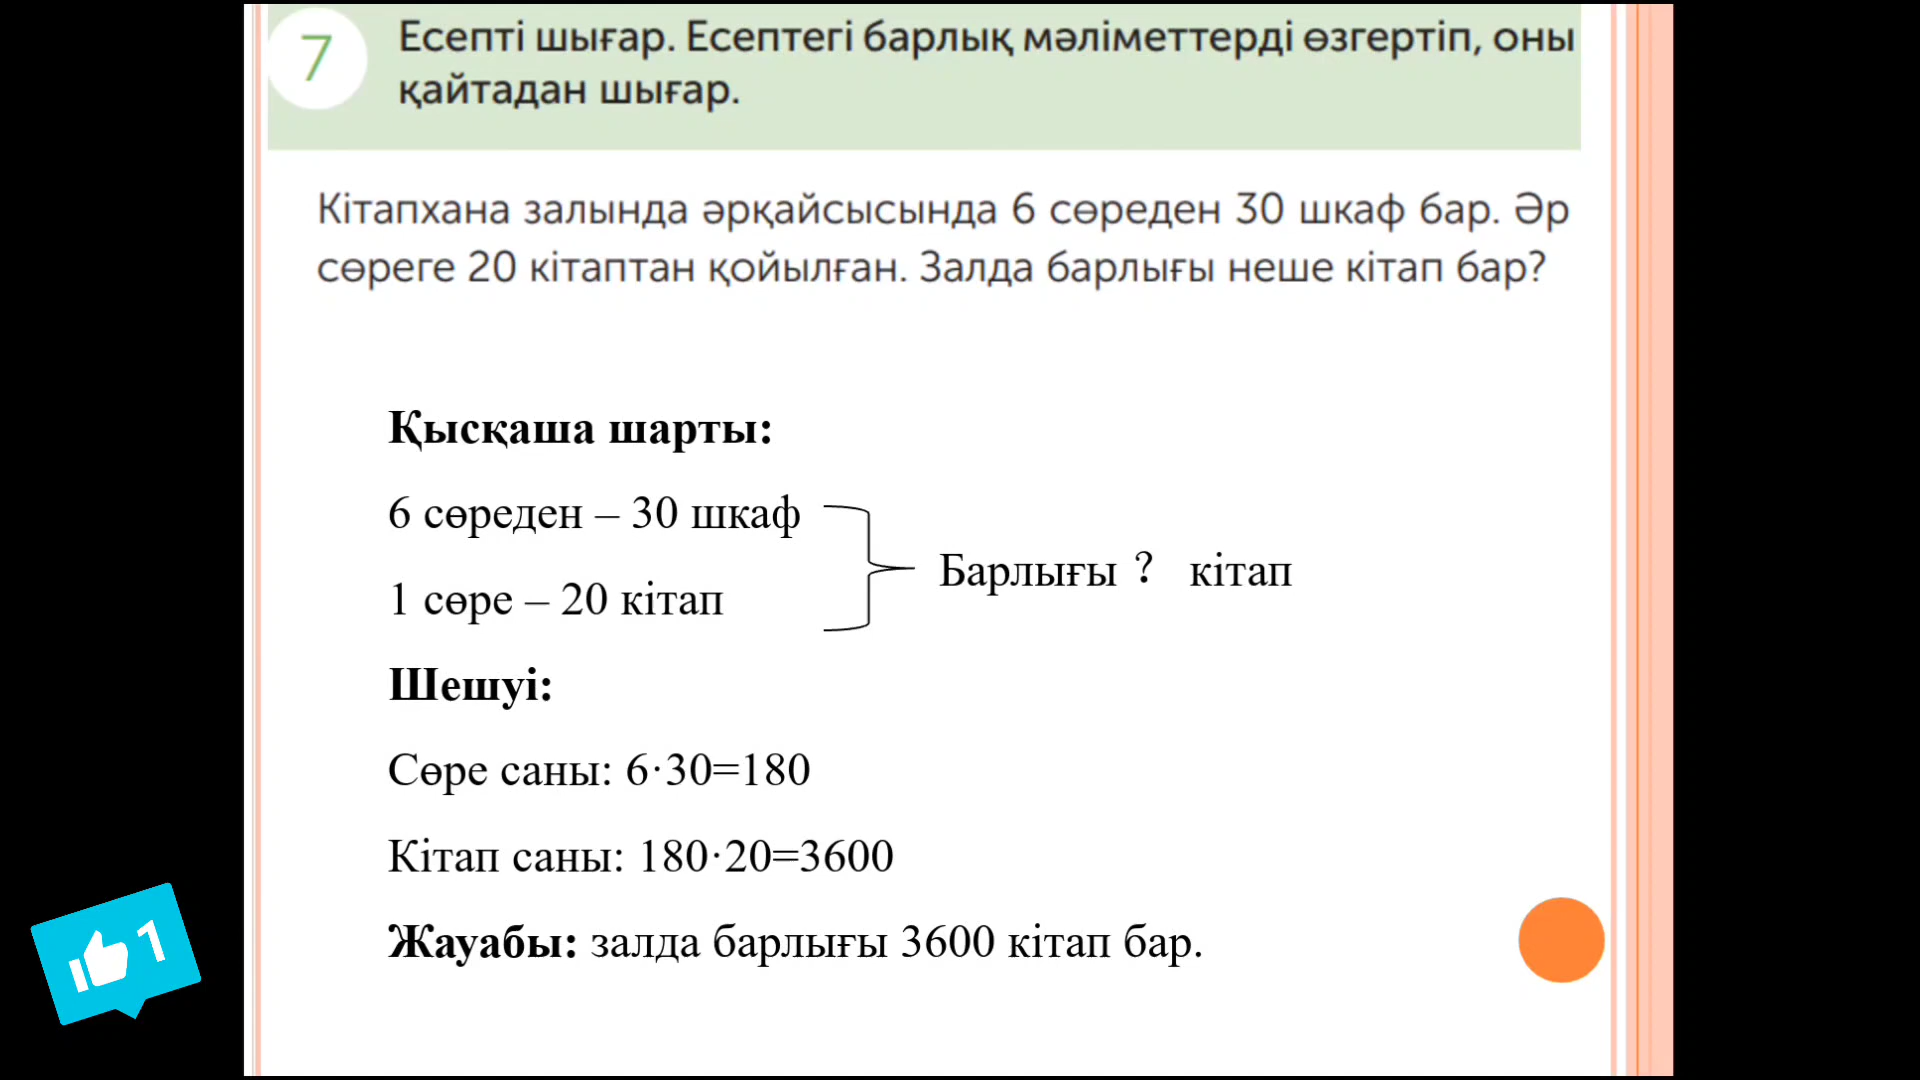 7
Есепті шығар. Есептегі барлық мәліметтерді өзгертіп, оны
қайтадан шығар.
Кітапхана залында әрқайсысында 6 сөреден 30 шкаф бар. Әр
сөреге 20 кітаптан қойылған. Залда барлығы неше кітап бар?
Қысқаша шарты:
6 сөреден – 30 шкаф
1 сөре – 20 кітап
Барлығы ? кітап
Шешуі:
Сөре саны: 6·30=180
Кітап саны: 180·20=3600
Жауабы: залда барлығы 3600 кітап бар.
1